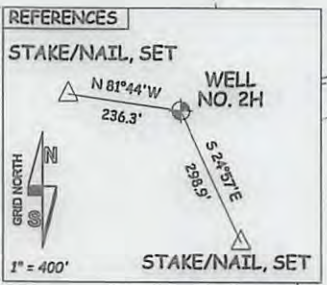 REFERENCES
STAKE/NAIL, SET
N 81°44'W
236.3'
WELL
NO. 2H
S 24°57'E
298.9'
GRID NORTH
N
S
1" = 400'
STAKE/NAIL, SET